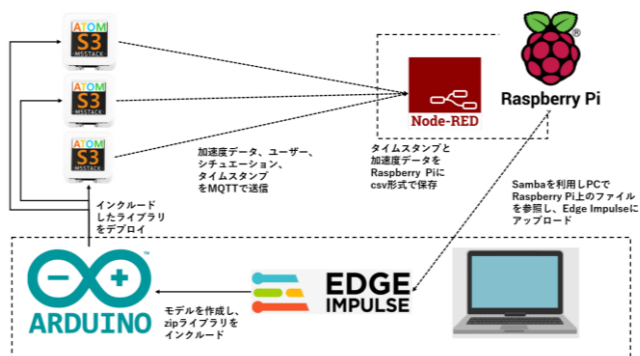 ATOM
S3
M5STACK
ATOM
S3
M5STACK
ATOM
S3
M5STACK
Node-RED
Raspberry Pi
加速度データ、ユーザー、
シチュエーション、
タイムスタンプ
をMQTTで送信
タイムスタンプと
加速度データを
Raspberry Piに
csv形式で保存
Sambaを利用しPCで
Raspberry Pi上のファイル
を参照し、Edge Impulseに
アップロード
インクルード
したライブラリ
をデプロイ
ARDUINO
TM
モデルを作成し、
zipライブラリを
インクルード
EDGE
IMPULSE